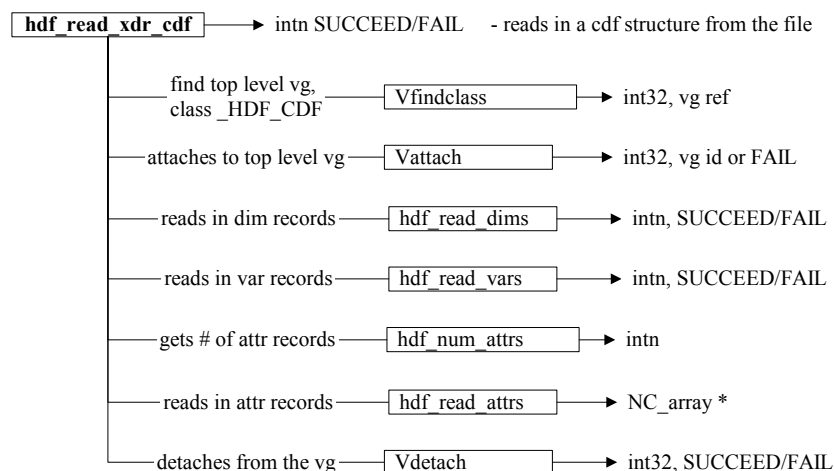 hdf_read_xdr_cdf intn SUCCEED/FAIL - reads in a cdf structure from the file
find top level vg,
class _HDF_CDF Vfindclass int32, vg ref
attaches to top level vg Vattach int32, vg id or FAIL
reads in dim records hdf_read_dims intn, SUCCEED/FAIL
reads in var records hdf_read_vars intn, SUCCEED/FAIL
gets # of attr records hdf_num_attrs intn
reads in attr records hdf_read_attrs NC_array *
detaches from the vg Vdetach int32, SUCCEED/FAIL